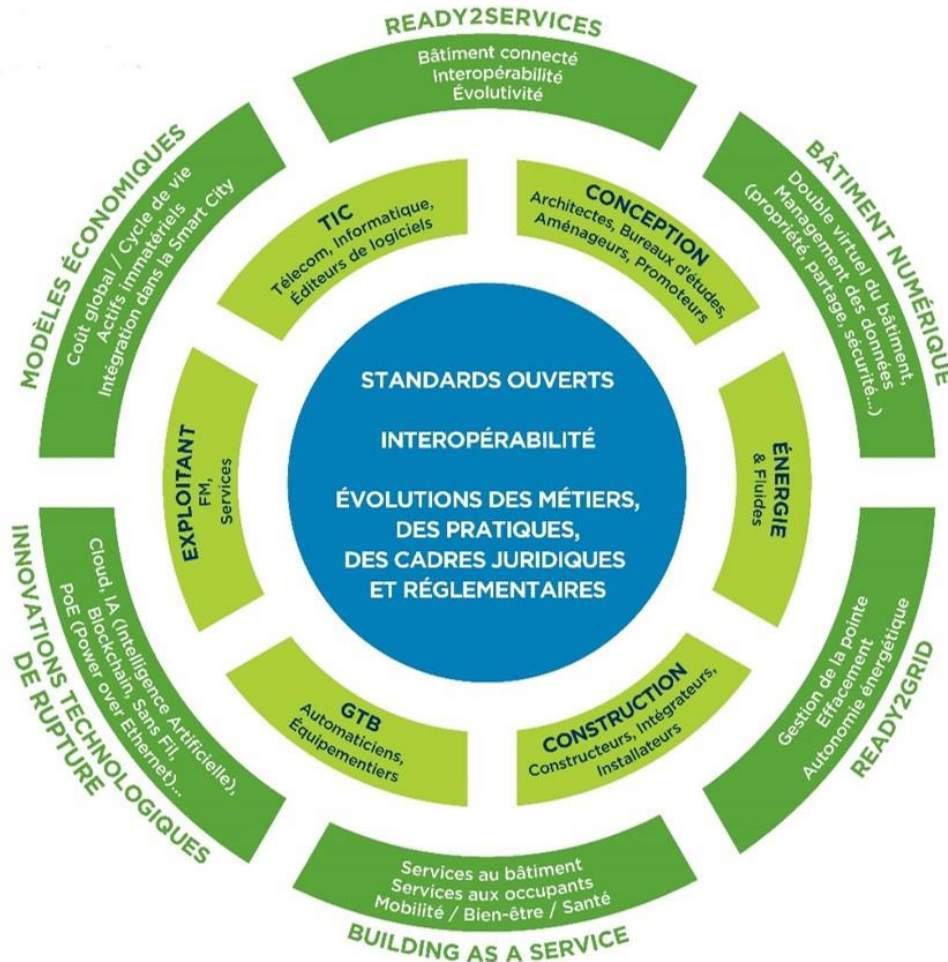 READY2SERVICES
Bâtiment connecté
Interopérabilité
Évolutivité
BÂTIMENT NUMÉRIQUE
Double virtuel du bâtiment,
Management des données
(propriété, partage, sécurité...)
READY2GRID
Gestion de la pointe
Effacement
Autonomie énergétique
BUILDING AS A SERVICE
Services au bâtiment
Services aux occupants
Mobilité / Bien-être / Santé
INNOVATIONS TECHNOLOGIQUES
DE RUPTURE
Cloud, IA (Intelligence Artificielle),
Blockchain, Sans Fil,
PoE (Power over Ethernet)...
MODÈLES ÉCONOMIQUES
Coût global / Cycle de vie
Actifs immatériels
Intégration dans la Smart City
TIC
Télécom, Informatique,
Éditeurs de logiciels
CONCEPTION
Architectes, Bureaux d'études,
Aménageurs, Promoteurs
ÉNERGIE
& Fluides
CONSTRUCTION
Constructeurs, Intégrateurs,
Installateurs
GTB
Automaticiens,
Équipementiers
EXPLOITANT
FM,
Services
STANDARDS OUVERTS
INTEROPÉRABILITÉ
ÉVOLUTIONS DES MÉTIERS,
DES PRATIQUES,
DES CADRES JURIDIQUES
ET RÉGLEMENTAIRES